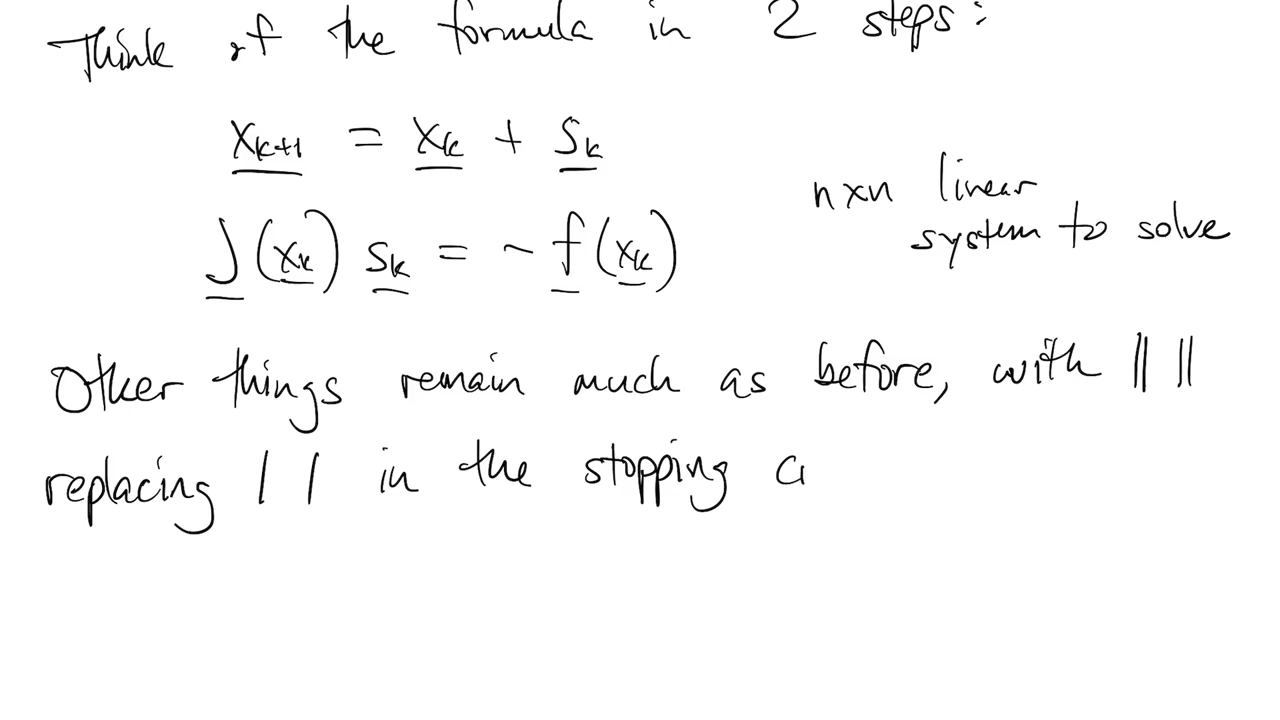 Think of the formula in 2 steps:
x_{k+1} = x_k + s_k
n×n linear
system to solve
J(x_k) s_k = - f(x_k)
Other things remain much as before, with || ||
replacing | | in the stopping